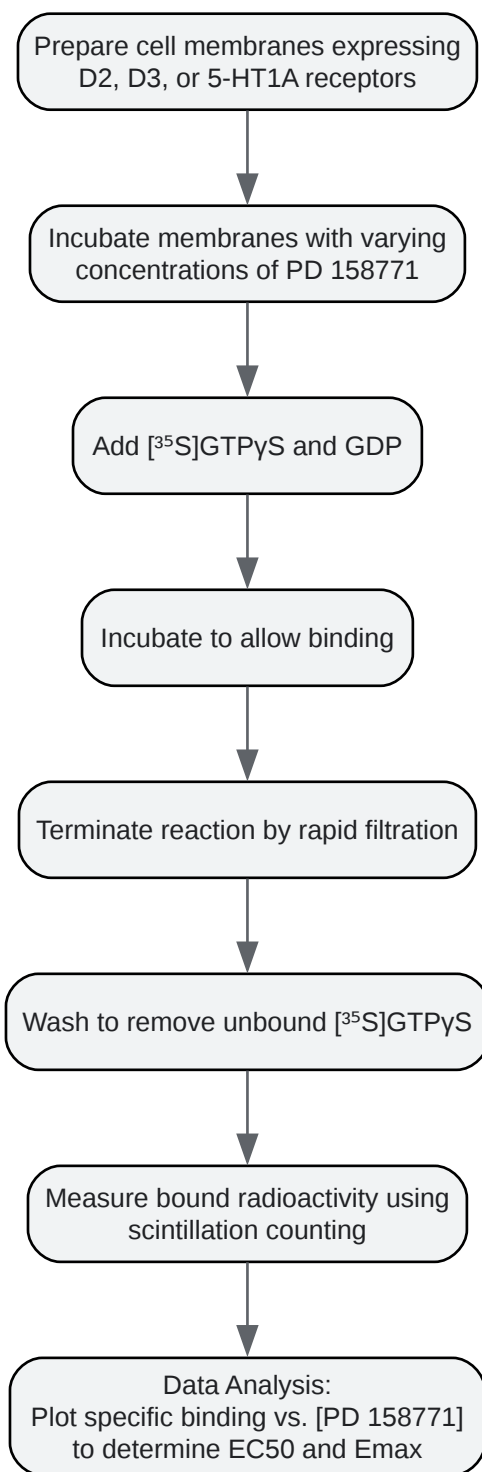 Prepare cell membranes expressing
D2, D3, or 5-HT1A receptors
Incubate membranes with varying
concentrations of PD 158771
Add [³⁵S]GTPγS and GDP
Incubate to allow binding
Terminate reaction by rapid filtration
Wash to remove unbound [³⁵S]GTPγS
Measure bound radioactivity using
scintillation counting
Data Analysis:
Plot specific binding vs. [PD 158771]
to determine EC50 and Emax